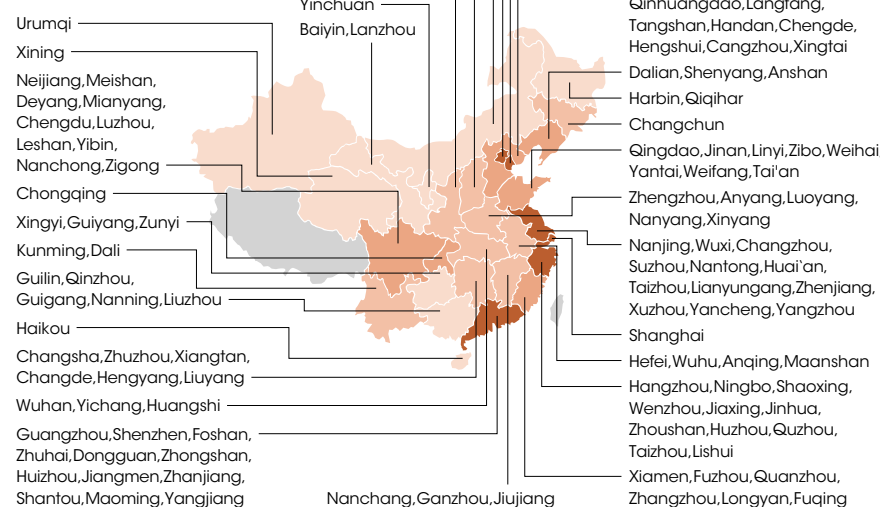 Yinchuan
Baiyin,Lanzhou
Urumqi
Xining
Neijiang,Meishan,
Deyang,Mianyang,
Chengdu,Luzhou,
Leshan,Yibin,
Nanchong,Zigong
Chongqing
Xingyi,Guiyang,Zunyi
Kunming,Dali
Guilin,Qinzhou,
Guigang,Nanning,Liuzhou
Haikou
Changsha,Zhuzhou,Xiangtan,
Changde,Hengyang,Liuyang
Wuhan,Yichang,Huangshi
Guangzhou,Shenzhen,Foshan,
Zhuhai,Dongguan,Zhongshan,
Huizhou,Jiangmen,Zhanjiang,
Shantou,Maoming,Yangjiang
Nanchang,Ganzhou,Jiujiang
Qinhuangdao,Langfang,
Tangshan,Handan,Chengde,
Hengshui,Cangzhou,Xingtai
Dalian,Shenyang,Anshan
Harbin,Qiqihar
Changchun
Qingdao,Jinan,Linyi,Zibo,Weihai,
Yantai,Weifang,Tai'an
Zhengzhou,Anyang,Luoyang,
Nanyang,Xinyang
Nanjing,Wuxi,Changzhou,
Suzhou,Nantong,Huai‵an,
Taizhou,Lianyungang,Zhenjiang,
Xuzhou,Yancheng,Yangzhou
Shanghai
Hefei,Wuhu,Anqing,Maanshan
Hangzhou,Ningbo,Shaoxing,
Wenzhou,Jiaxing,Jinhua,
Zhoushan,Huzhou,Quzhou,
Taizhou,Lishui
Xiamen,Fuzhou,Quanzhou,
Zhangzhou,Longyan,Fuqing